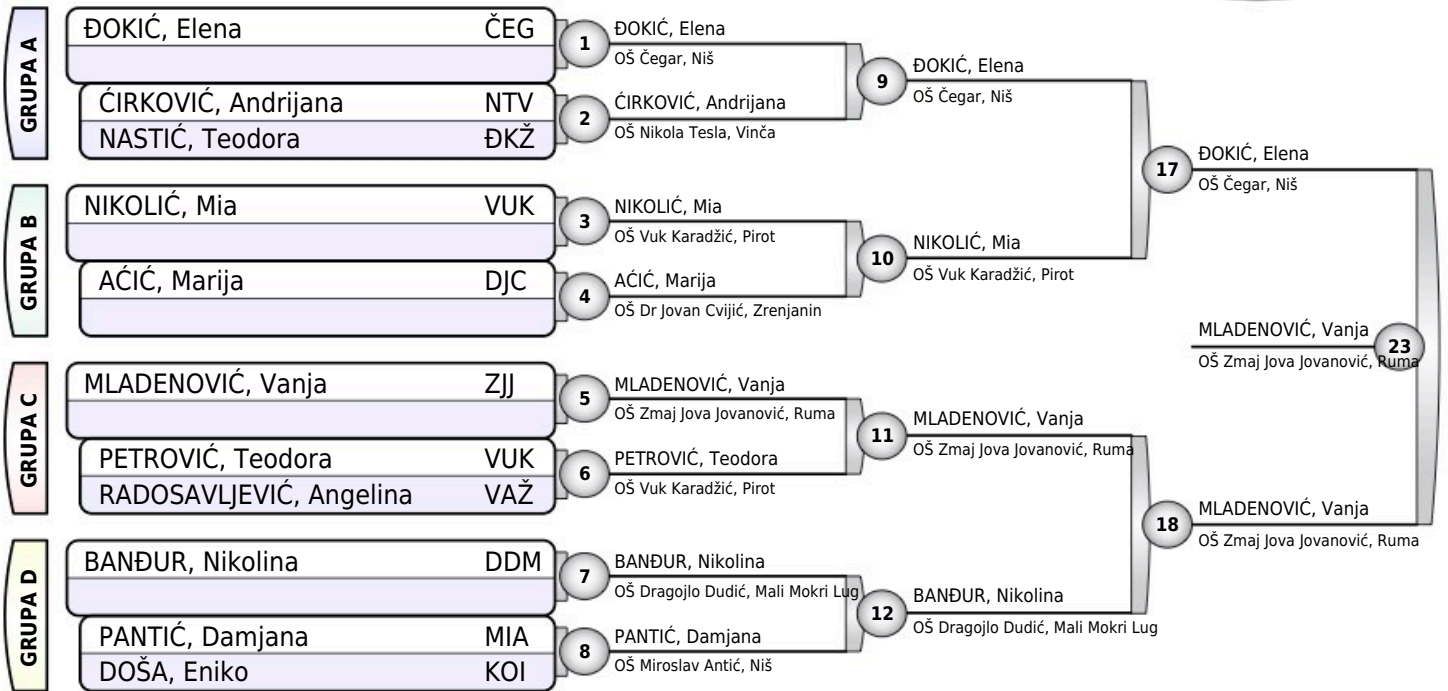 GRUPA A
ĐOKIĆ, Elena ČEG
ĆIRKOVIĆ, Andrijana NTV
NASTIĆ, Teodora ĐKŽ
GRUPA B
NIKOLIĆ, Mia VUK
AĆIĆ, Marija DJC
GRUPA C
MLADENOVIĆ, Vanja ZJJ
PETROVIĆ, Teodora VUK
RADOSAVLJEVIĆ, Angelina VAŽ
GRUPA D
BANĐUR, Nikolina DDM
PANTIĆ, Damjana MIA
DOŠA, Eniko KOI
1
ĐOKIĆ, Elena
OŠ Čegar, Niš
2
ĆIRKOVIĆ, Andrijana
OŠ Nikola Tesla, Vinča
3
NIKOLIĆ, Mia
OŠ Vuk Karadžić, Pirot
4
AĆIĆ, Marija
OŠ Dr Jovan Cvijić, Zrenjanin
5
MLADENOVIĆ, Vanja
OŠ Zmaj Jova Jovanović, Ruma
6
PETROVIĆ, Teodora
OŠ Vuk Karadžić, Pirot
7
BANĐUR, Nikolina
OŠ Dragojlo Dudić, Mali Mokri Lug
8
PANTIĆ, Damjana
OŠ Miroslav Antić, Niš
9
ĐOKIĆ, Elena
OŠ Čegar, Niš
10
NIKOLIĆ, Mia
OŠ Vuk Karadžić, Pirot
11
MLADENOVIĆ, Vanja
OŠ Zmaj Jova Jovanović, Ruma
12
BANĐUR, Nikolina
OŠ Dragojlo Dudić, Mali Mokri Lug
17
ĐOKIĆ, Elena
OŠ Čegar, Niš
18
MLADENOVIĆ, Vanja
OŠ Zmaj Jova Jovanović, Ruma
MLADENOVIĆ, Vanja
23
OŠ Zmaj Jova Jovanović, Ruma